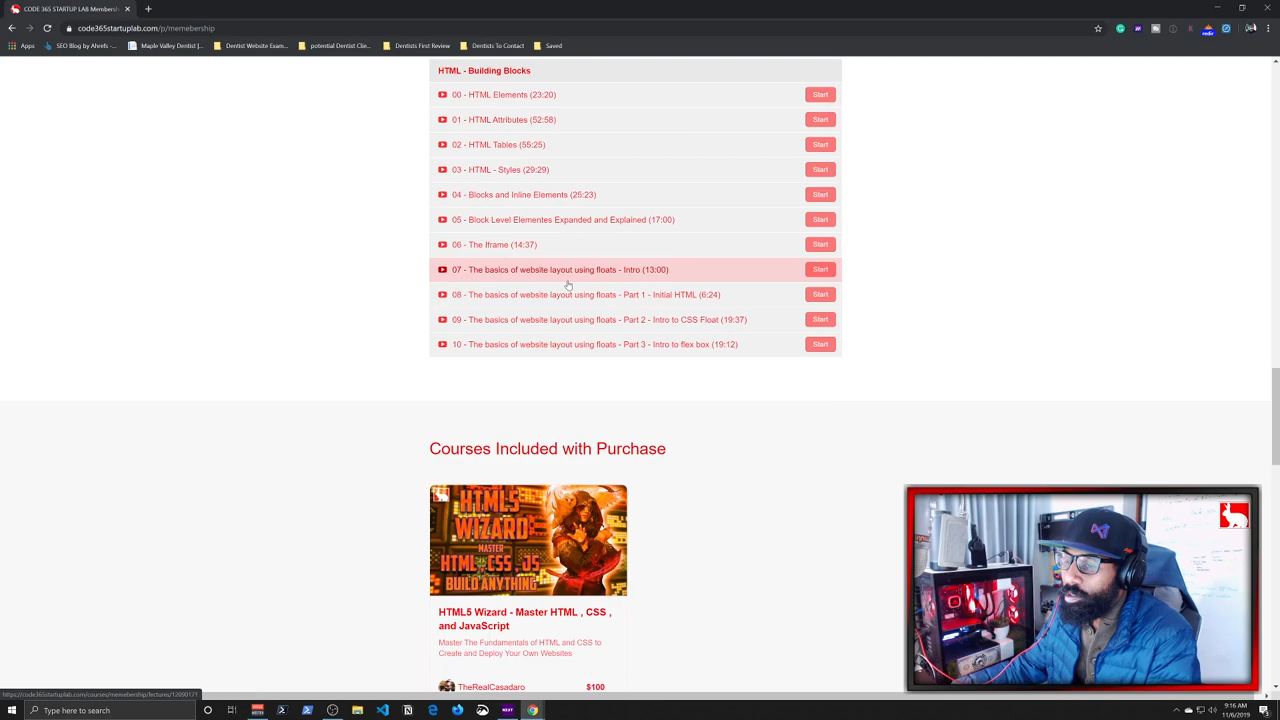 CODE 365 STARTUP LAB Membersh
code365startuplab.com/p/memebership
Apps
SEO Blog by Ahrefs -...
Maple Valley Dentist |...
Dentist Website Exam...
potential Dentist Clie...
Dentists First Review
Dentists To Contact
Saved
HTML - Building Blocks
00 - HTML Elements (23:20)
Start
01 - HTML Attributes (52:58)
Start
02 - HTML Tables (55:25)
Start
03 - HTML - Styles (29:29)
Start
04 - Blocks and Inline Elements (25:23)
Start
05 - Block Level Elementes Expanded and Explained (17:00)
Start
06 - The Iframe (14:37)
Start
07 - The basics of website layout using floats - Intro (13:00)
Start
08 - The basics of website layout using floats - Part 1 - Initial HTML (6:24)
Start
09 - The basics of website layout using floats - Part 2 - Intro to CSS Float (19:37)
Start
10 - The basics of website layout using floats - Part 3 - Intro to flex box (19:12)
Start
Courses Included with Purchase
HTML5
WIZARD
MASTER
HTML, CSS, JS
BUILD ANYTHING
HTML5 Wizard - Master HTML , CSS ,
and JavaScript
Master The Fundamentals of HTML and CSS to
Create and Deploy Your Own Websites
TheRealCasadaro
$100
https://code365startuplab.com/courses/memebership/lectures/12090171
Type here to search
9:16 AM
11/6/2019